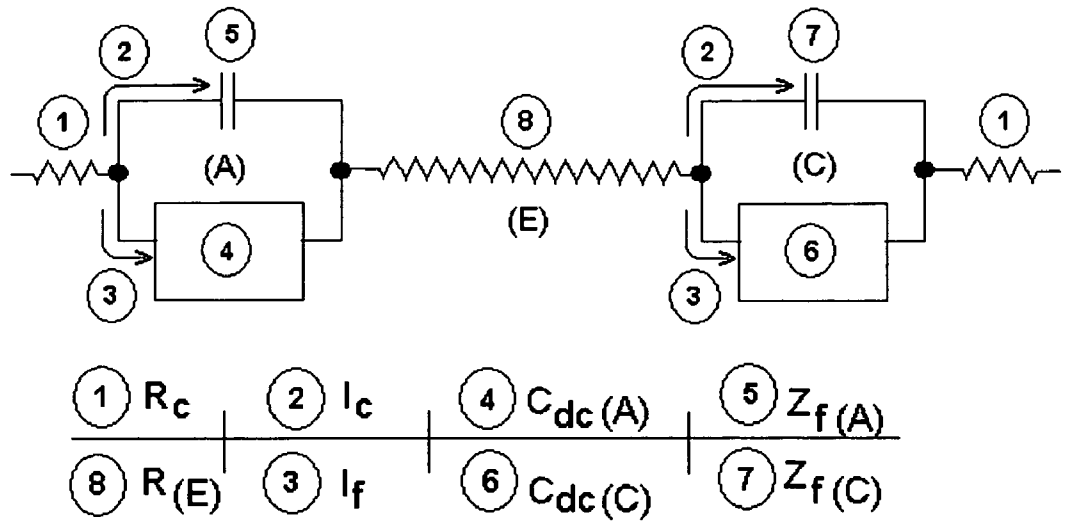 2 5 2 7
1 8 1
(A) (C)
(E)
4 6
3 3
1 Rc 2 Ic 4 Cdc(A) 5 Zf(A)
8 R(E) 3 If 6 Cdc(C) 7 Zf(C)